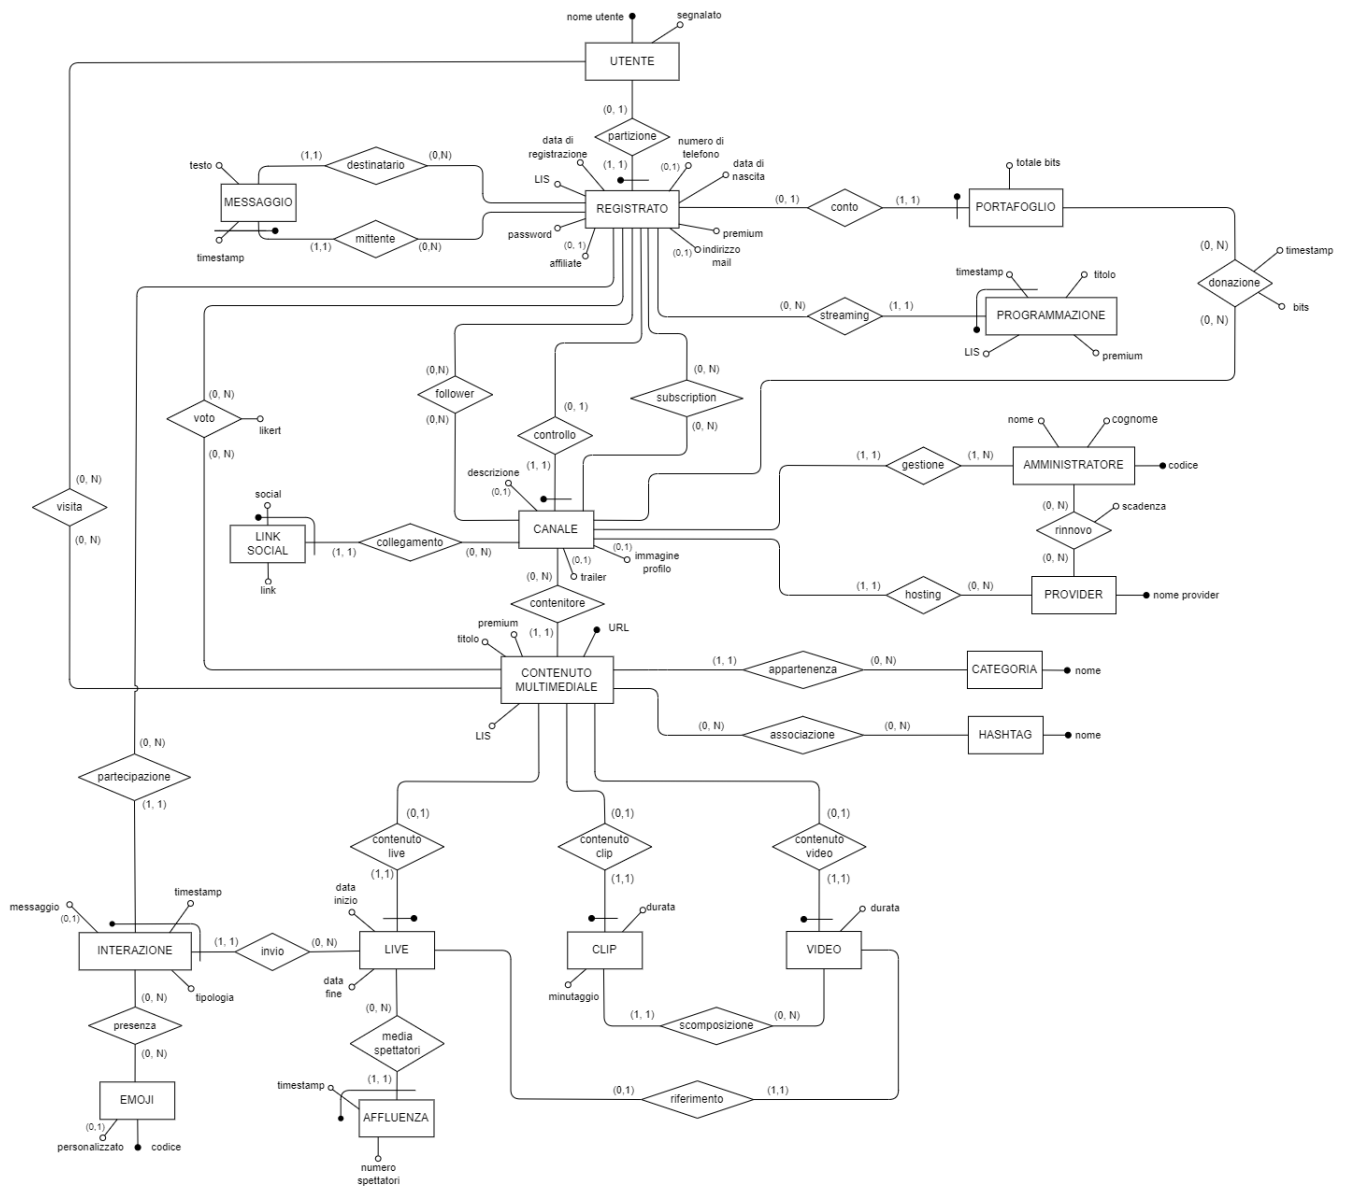 nome utente
segnalato
UTENTE
(0, 1)
partizione
(1, 1)
data di
registrazione
numero di
telefono
(0,1)
data di
nascita
LIS
REGISTRATO
password
(0, 1)
affiliate
premium
(0,1)
indirizzo
mail
testo
(1,1)
destinatario
(0,N)
MESSAGGIO
(1,1)
mittente
(0,N)
timestamp
(0, 1)
conto
(1, 1)
totale bits
PORTAFOGLIO
(0, N)
timestamp
donazione
bits
(0, N)
timestamp
titolo
(0, N)
streaming
(1, 1)
PROGRAMMAZIONE
LIS
premium
(0,N)
follower
(0,N)
(0, N)
subscription
(0, N)
(0, 1)
controllo
(1, 1)
(0, N)
voto
likert
(0, N)
nome
cognome
(1, 1)
gestione
(1, N)
AMMINISTRATORE
codice
(0, N)
visita
(0, N)
descrizione
(0,1)
social
LINK
SOCIAL
link
(1, 1)
collegamento
(0, N)
CANALE
(0,1)
immagine
profilo
(0,1)
trailer
(0, N)
scadenza
rinnovo
(0, N)
(1, 1)
hosting
(0, N)
PROVIDER
nome provider
(0, N)
contenitore
(1, 1)
premium
titolo
URL
CONTENUTO
MULTIMEDIALE
LIS
(1, 1)
appartenenza
(0, N)
CATEGORIA
nome
(0, N)
associazione
(0, N)
HASHTAG
nome
(0, N)
partecipazione
(1, 1)
(0,1)
contenuto
live
(1,1)
(0,1)
contenuto
clip
(1,1)
(0,1)
contenuto
video
(1,1)
messaggio
(0,1)
timestamp
INTERAZIONE
tipologia
(1, 1)
invio
(0, N)
data
inizio
LIVE
data
fine
durata
CLIP
minutaggio
durata
VIDEO
(0, N)
presenza
(0, N)
(0, N)
media
spettatori
(1, 1)
(1, 1)
scomposizione
(0, N)
EMOJI
(0,1)
personalizzato
codice
timestamp
AFFLUENZA
numero
spettatori
(0,1)
riferimento
(1,1)